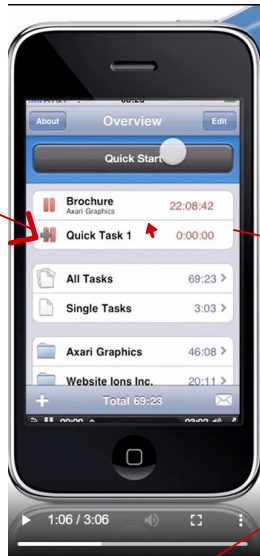 About Overview Edit
Quick Start
Brochure 22:08:42
Axari Graphics
Quick Task 1 0:00:00
All Tasks 69:23 >
Single Tasks 3:03 >
Axari Graphics 46:08 >
Website Ions Inc. 20:11 >
+ Total 69:23
1:06 / 3:06